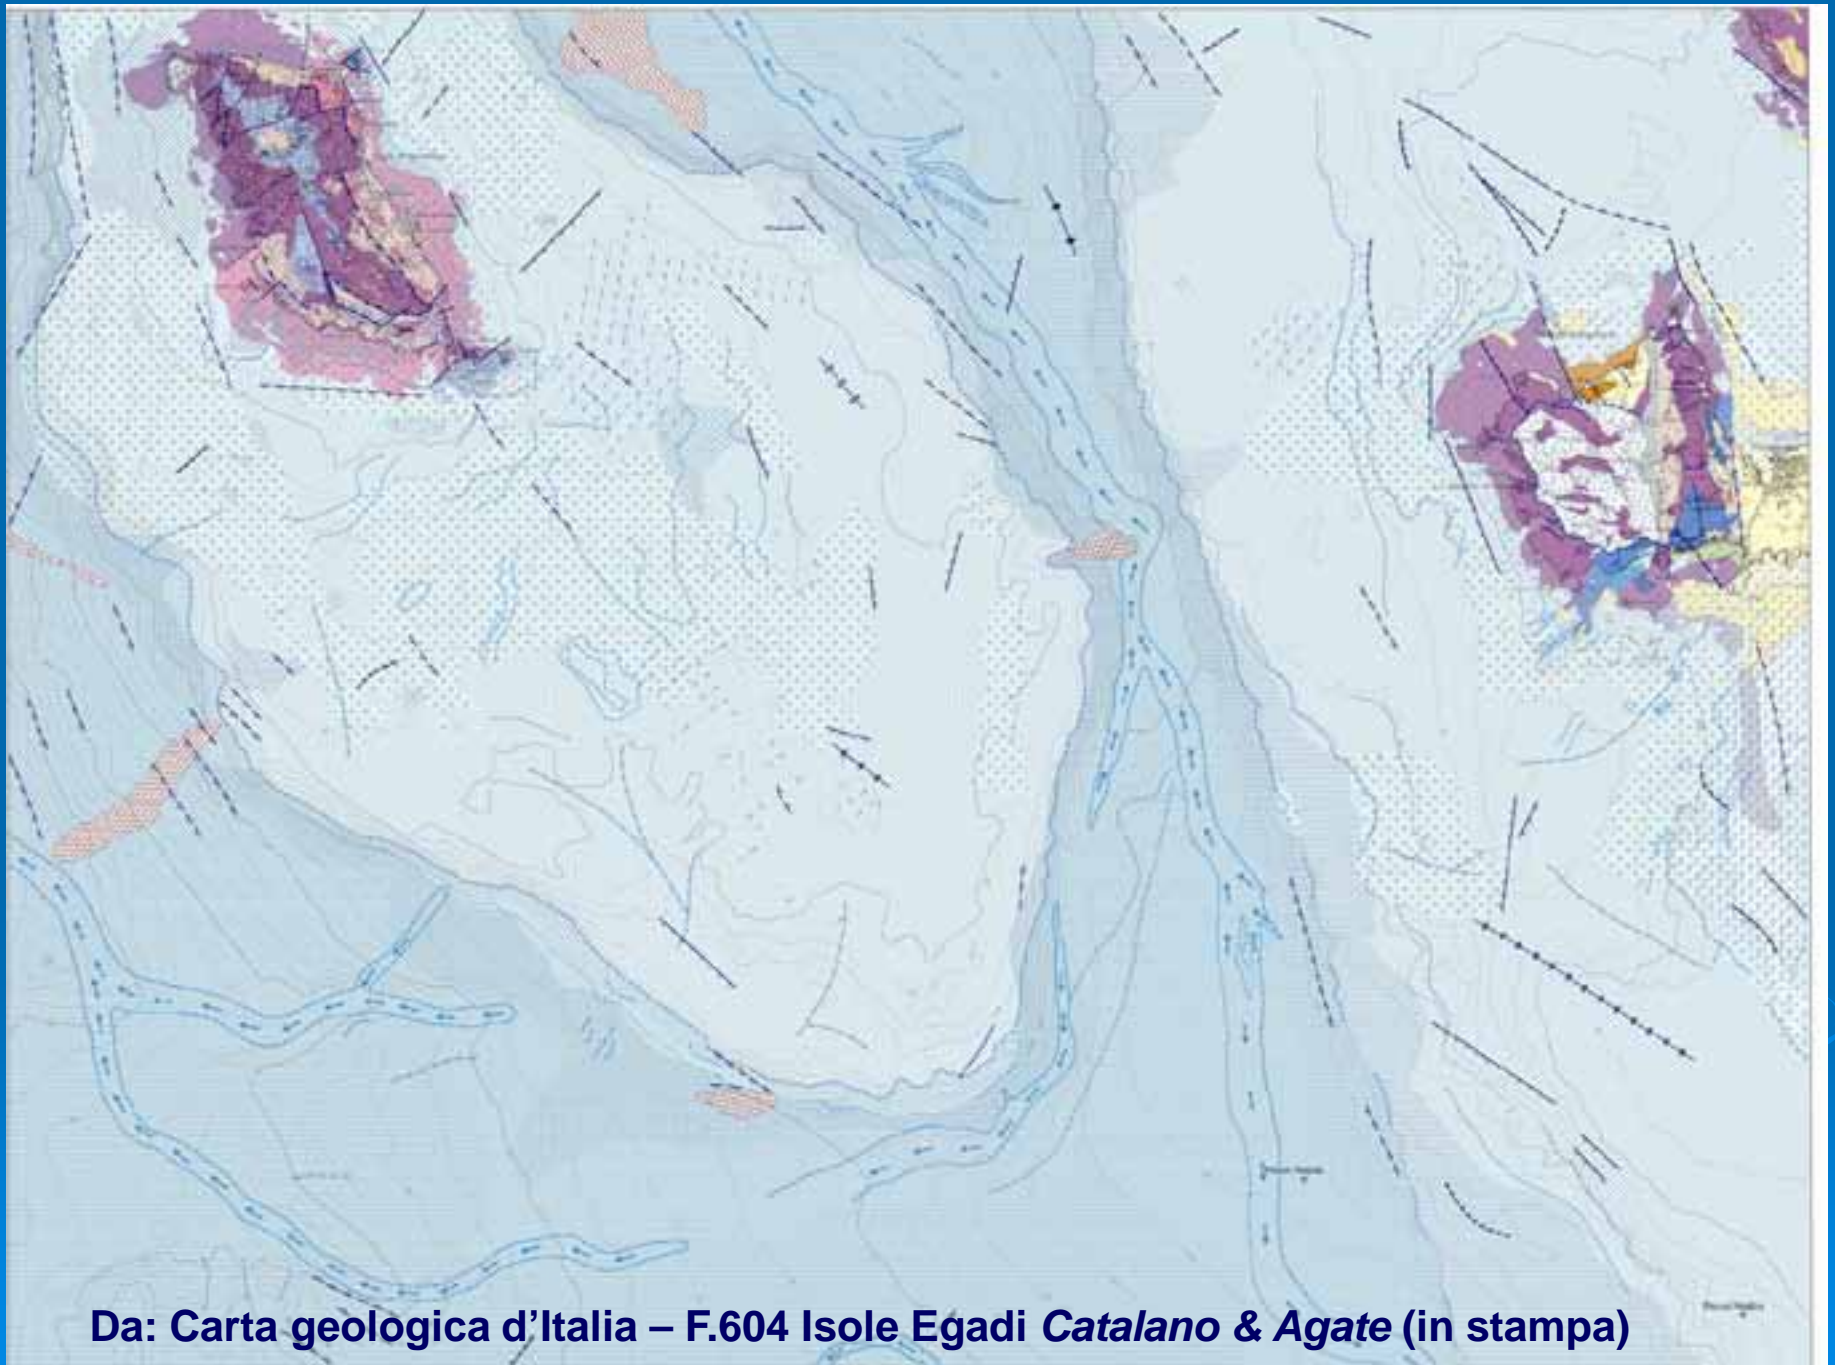 Da: Carta geologica d’Italia – F.604 Isole Egadi Catalano & Agate (in stampa)